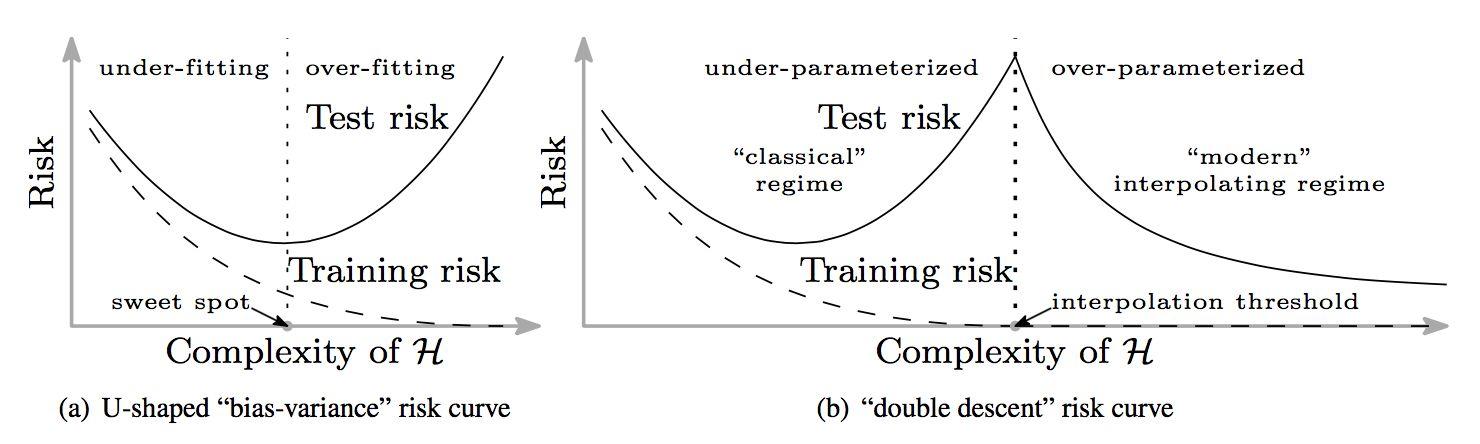 under-fitting
over-fitting
Test risk
Risk
Training risk
sweet spot
Complexity of ℋ
(a) U-shaped “bias-variance” risk curve
under-parameterized
over-parameterized
Test risk
“classical”
regime
“modern”
interpolating regime
Risk
Training risk
interpolation threshold
Complexity of ℋ
(b) “double descent” risk curve